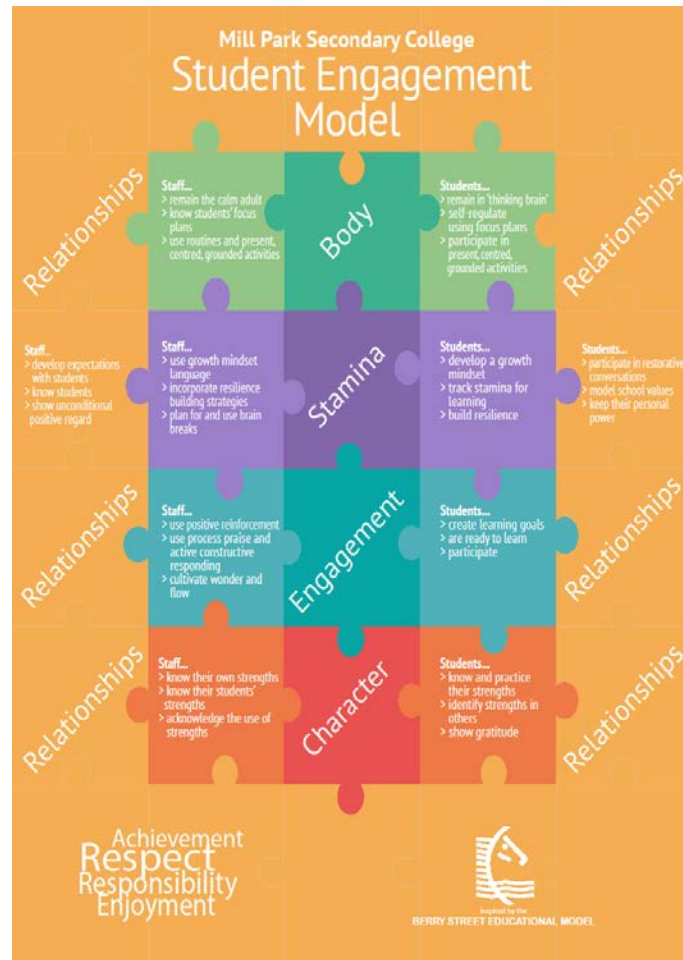 Mill Park Secondary College
Student Engagement
Model
Relationships
Staff...
> remain the calm adult
> know students' focus
plans
> use routines and present,
centred, grounded activities
Body
Students...
> remain in 'thinking brain'
> self-regulate
using focus plans
> participate in
present, centred,
grounded activities
Relationships
Staff...
> develop expectations
with students
> know students
> show unconditional
positive regard
Staff...
> use growth mindset
language
> incorporate resilience
building strategies
> plan for and use brain
breaks
Stamina
Students...
> develop a growth
mindset
> track stamina for
learning
> build resilience
Students...
> participate in restorative
conversations
> model school values
> keep their personal
power
Relationships
Staff...
> use positive reinforcement
> use process praise and
active constructive
responding
> cultivate wonder and
flow
Engagement
Students...
> create learning goals
> are ready to learn
> participate
Relationships
Relationships
Staff...
> know their own strengths
> know their students'
strengths
> acknowledge the use of
strengths
Character
Students...
> know and practice
their strengths
> identify strengths in
others
> show gratitude
Relationships
Achievement
Respect
Responsibility
Enjoyment
Inspired by the
BERRY STREET EDUCATIONAL MODEL